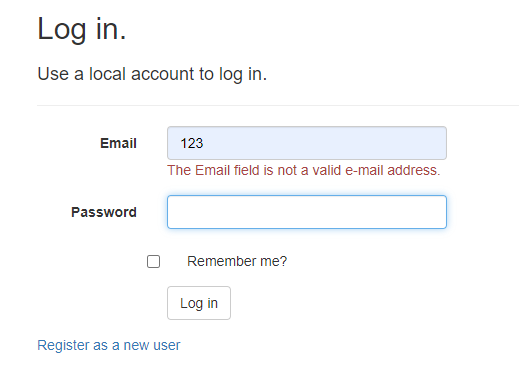 Log in.
Use a local account to log in.
Email 123
The Email field is not a valid e-mail address.
Password
Remember me?
Log in
Register as a new user